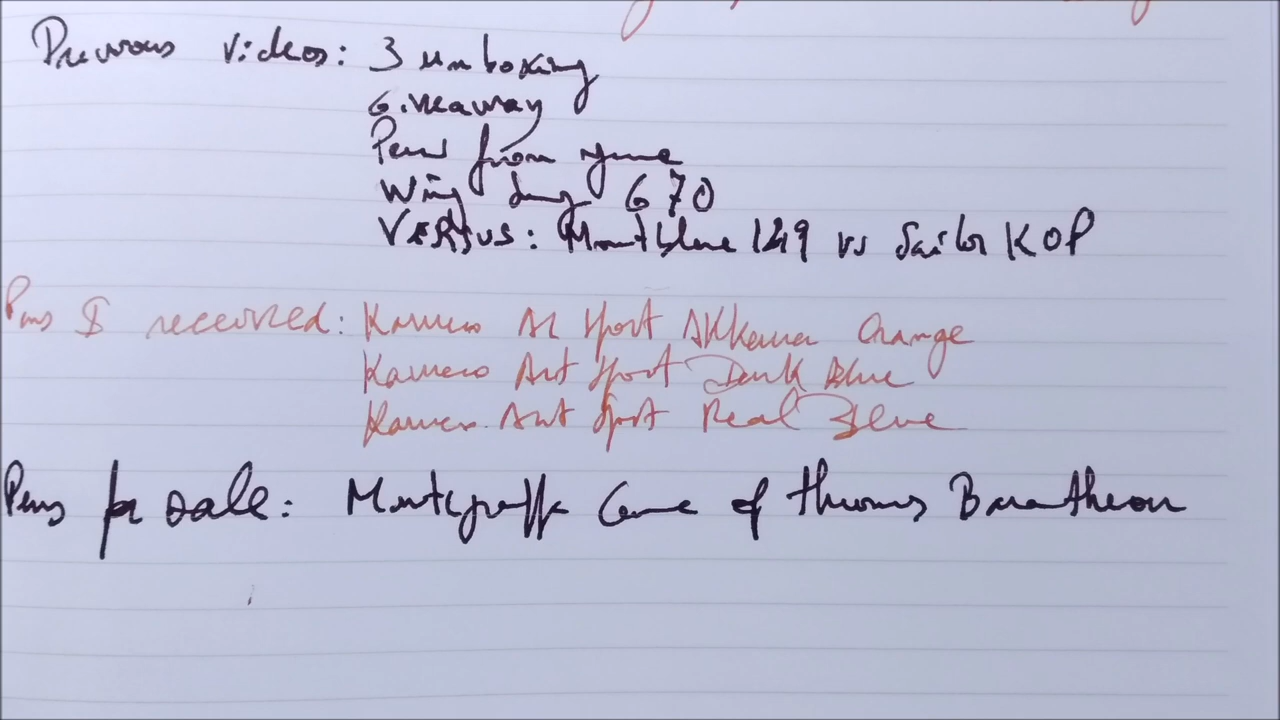 Previous videos: 3 unboxing
Giveaway
Pens from June
Wing Sung 670
VERSUS: Montblanc 149 vs Sailor KOP
Pens I received: Kaweco AL Sport Orange
Kaweco Art Sport Dark Blue
Kaweco Art Sport Real Blue
Pens for sale: Montegrappa Game of Thrones Baratheon